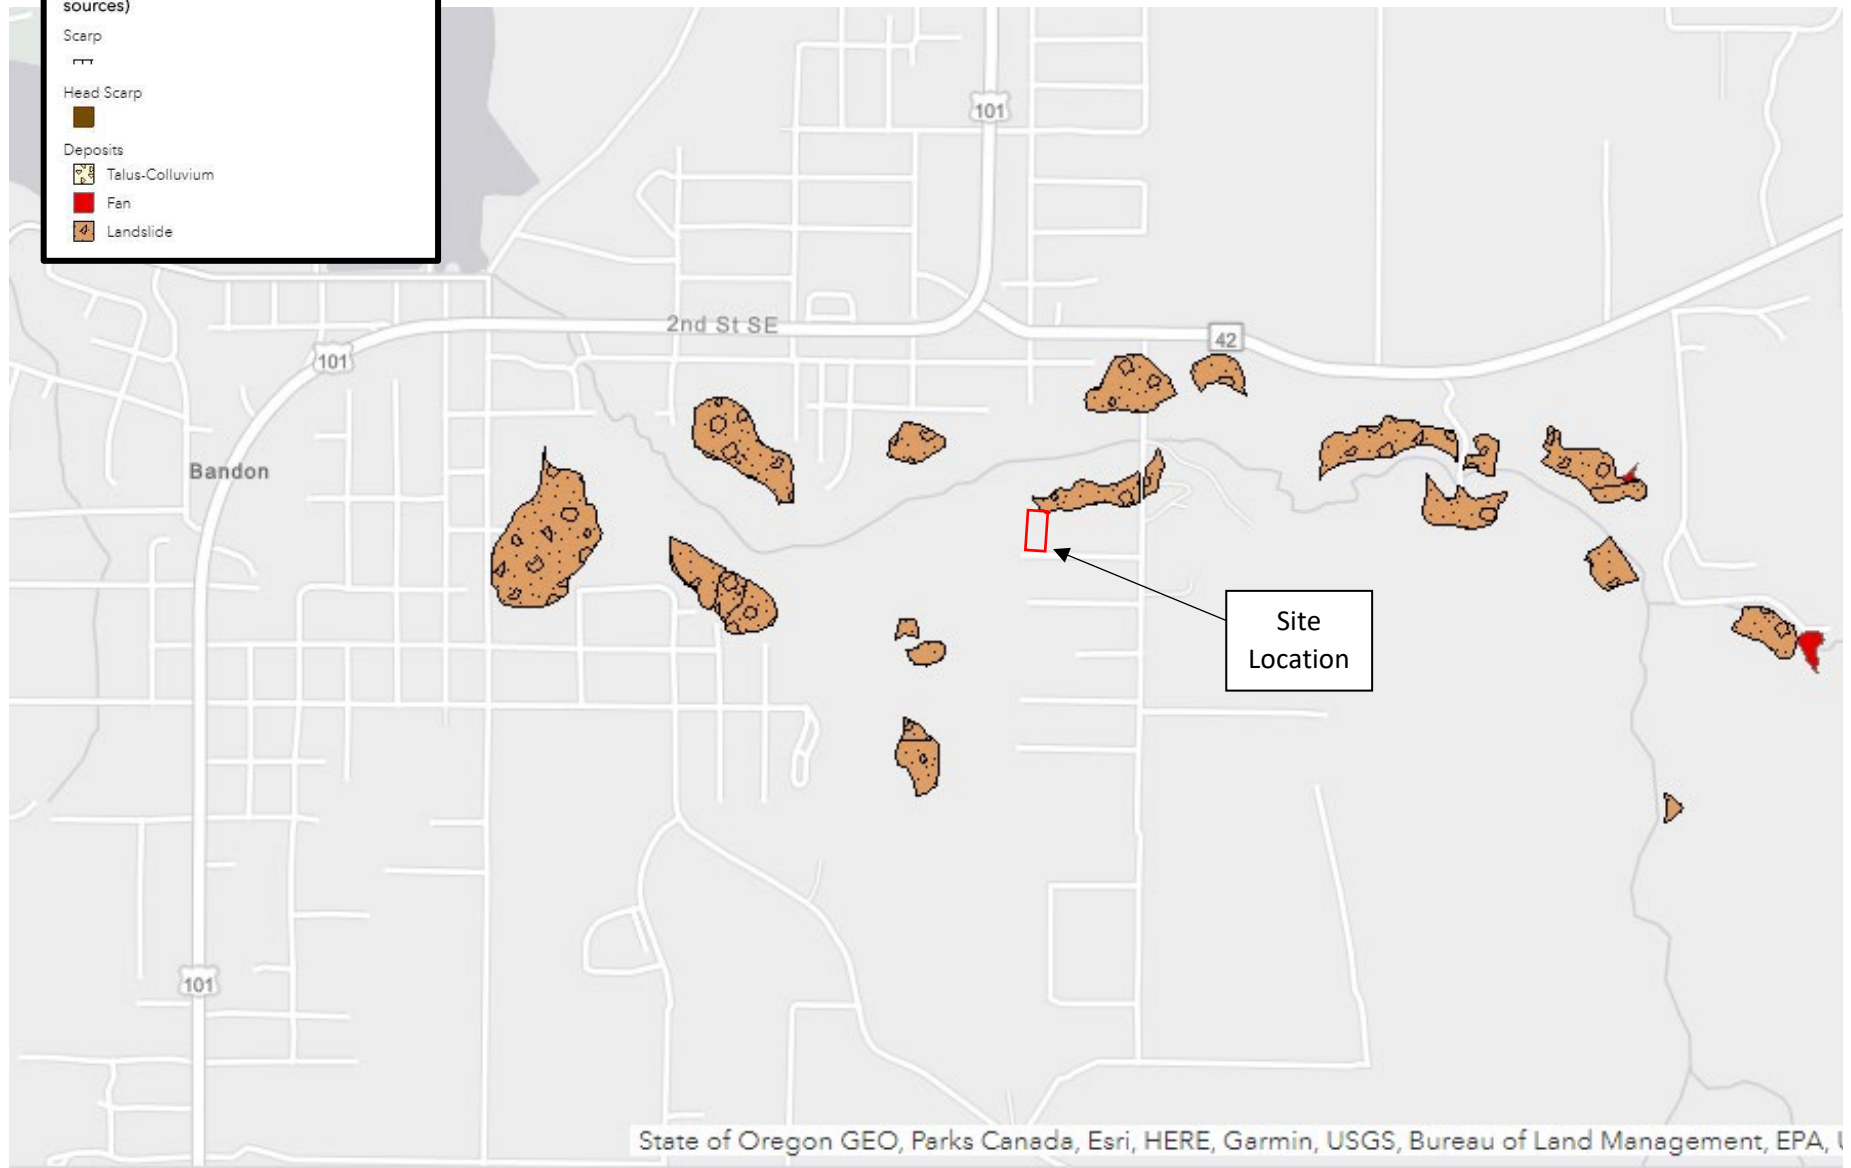 sources)
Scarp
Head Scarp
Deposits
Talus-Colluvium
Fan
Landslide
101
2nd St SE
42
101
Bandon
Site
Location
101
State of Oregon GEO, Parks Canada, Esri, HERE, Garmin, USGS, Bureau of Land Management, EPA,